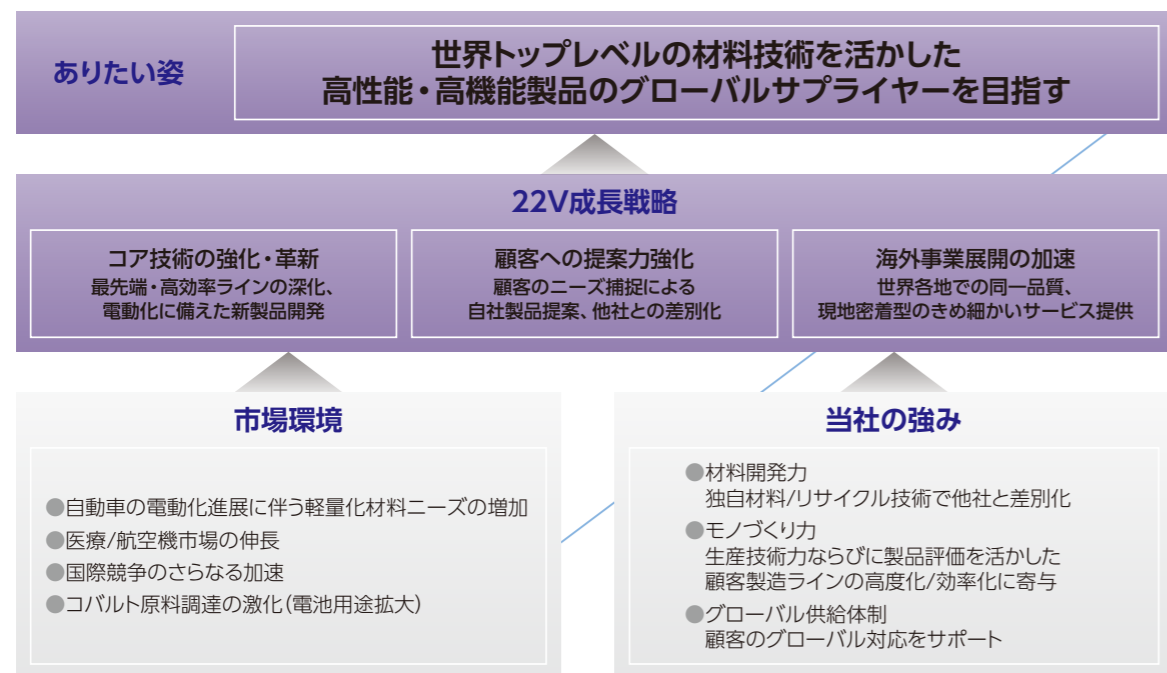 ありたい姿
世界トップレベルの材料技術を活かした
高性能・高機能製品のグローバルサプライヤーを目指す
22V成長戦略
コア技術の強化・革新
最先端・高効率ラインの深化、
電動化に備えた新製品開発
顧客への提案力強化
顧客のニーズ捕捉による
自社製品提案、他社との差別化
海外事業展開の加速
世界各地での同一品質、
現地密着型のきめ細かいサービス提供
市場環境
●自動車の電動化進展に伴う軽量化材料ニーズの増加
●医療/航空機市場の伸長
●国際競争のさらなる加速
●コバルト原料調達の激化(電池用途拡大)
当社の強み
●材料開発力
独自材料/リサイクル技術で他社と差別化
●モノづくり力
生産技術力ならびに製品評価を活かした
顧客製造ラインの高度化/効率化に寄与
●グローバル供給体制
顧客のグローバル対応をサポート